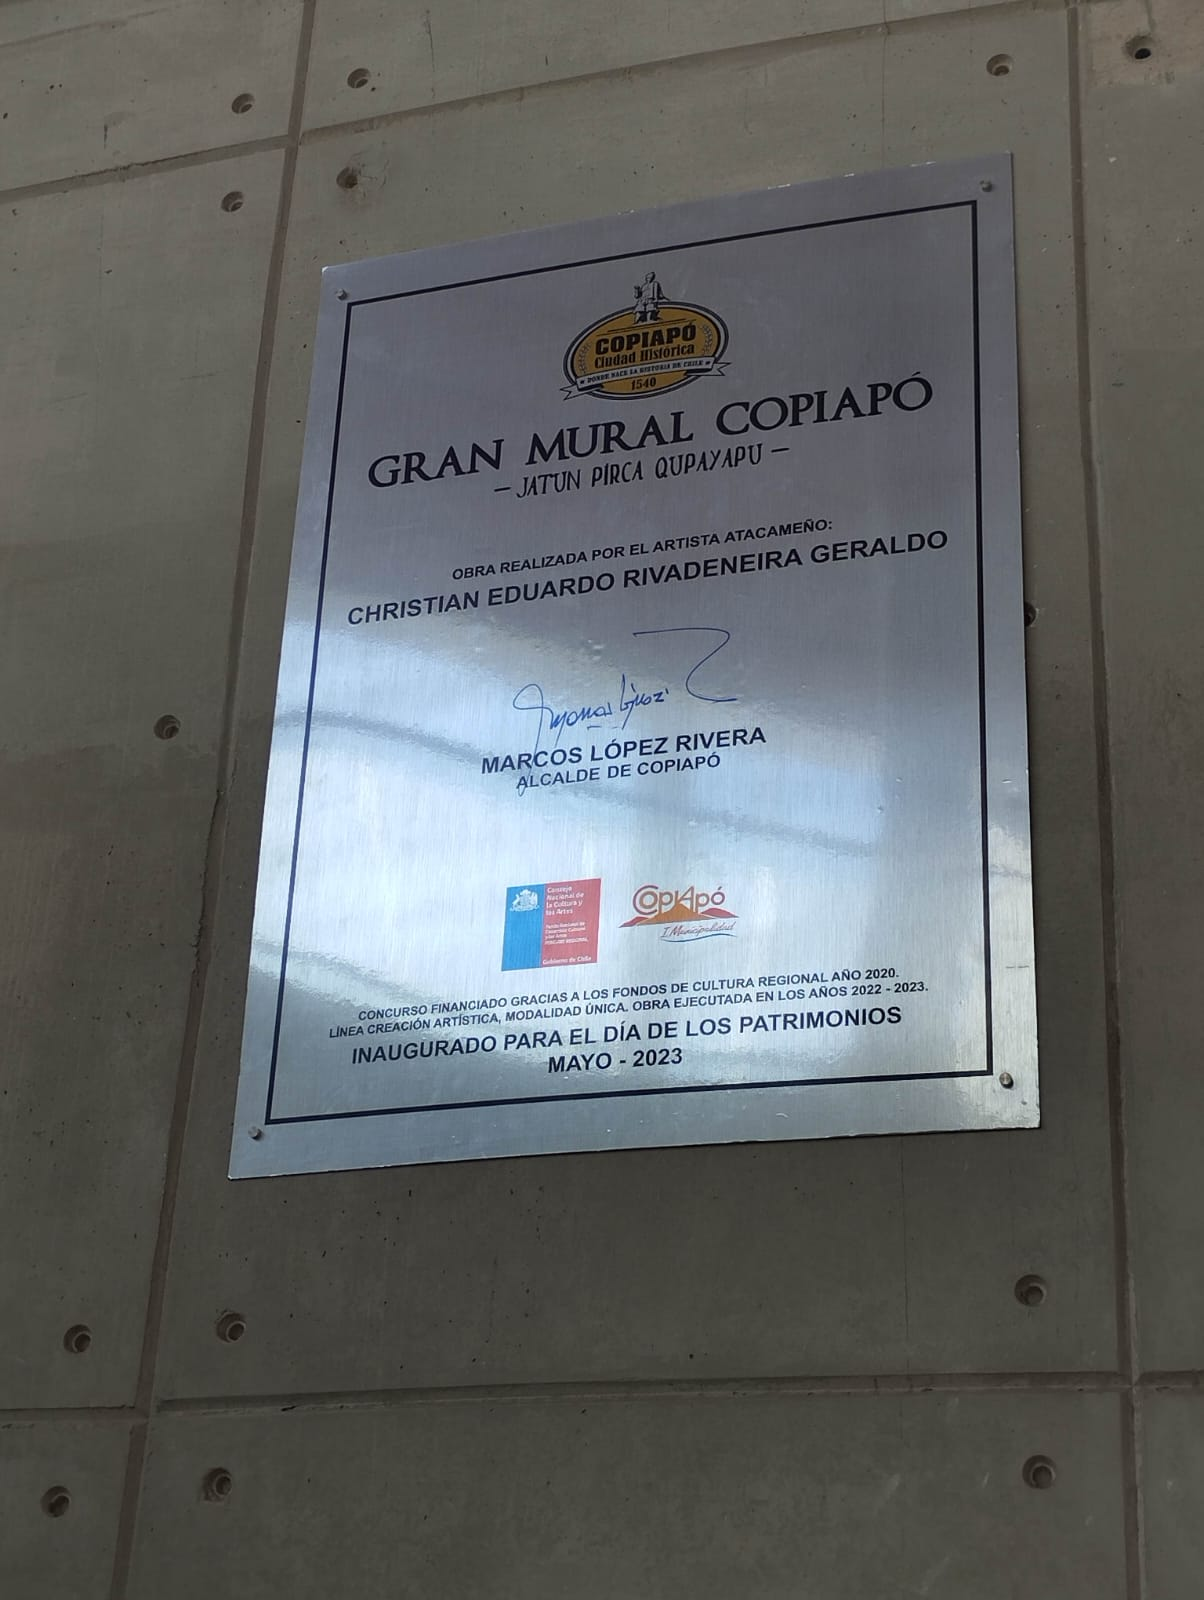 COPIAPÓ
Ciudad Histórica
DONDE NACE LA HISTORIA DE CHILE
1540
GRAN MURAL COPIAPÓ
– JATUN PIRCA QUPAYAPU –
OBRA REALIZADA POR EL ARTISTA ATACAMEÑO:
CHRISTIAN EDUARDO RIVADENEIRA GERALDO
MARCOS LÓPEZ RIVERA
ALCALDE DE COPIAPÓ
Consejo
Nacional de
la Cultura y
las Artes
Gobierno de Chile
COPIAPÓ
I. Municipalidad
CONCURSO FINANCIADO GRACIAS A LOS FONDOS DE CULTURA REGIONAL AÑO 2020.
LÍNEA CREACIÓN ARTÍSTICA, MODALIDAD ÚNICA. OBRA EJECUTADA EN LOS AÑOS 2022 - 2023.
INAUGURADO PARA EL DÍA DE LOS PATRIMONIOS
MAYO - 2023